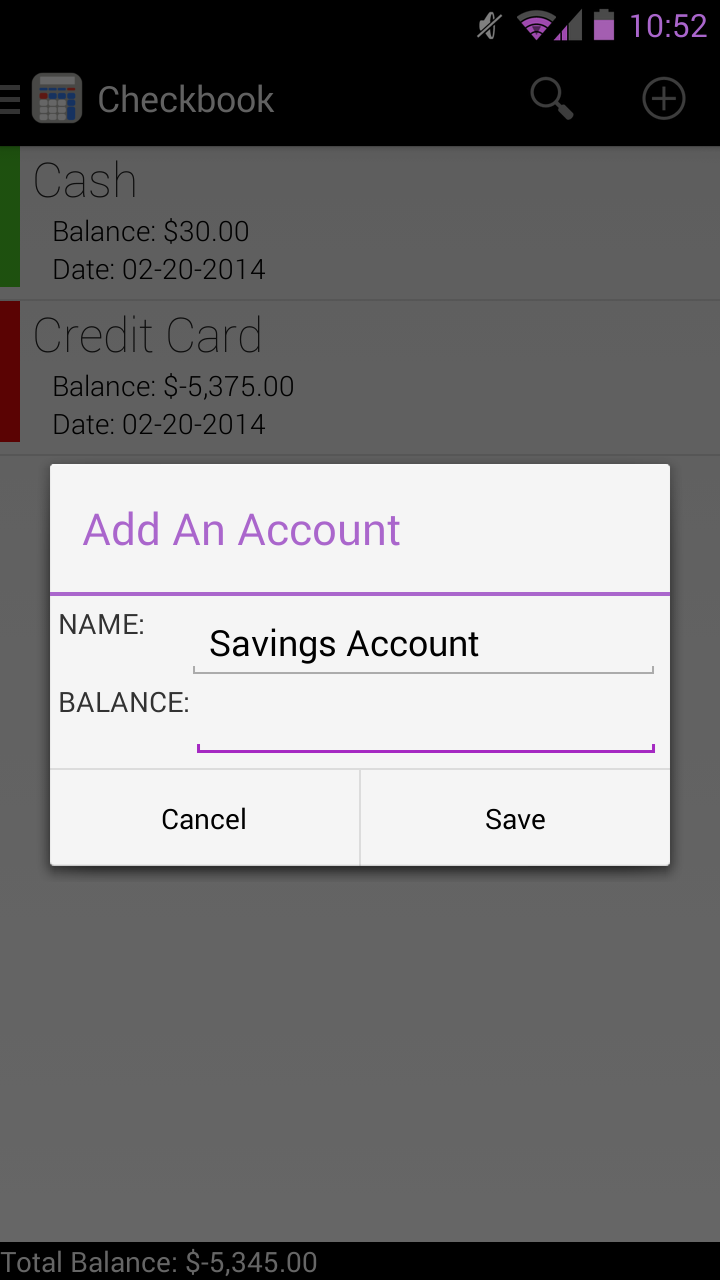 10:52
Checkbook
Cash
Balance: $30.00
Date: 02-20-2014
Credit Card
Balance: $-5,375.00
Date: 02-20-2014
Add An Account
NAME: Savings Account
BALANCE:
Cancel Save
Total Balance: $-5,345.00